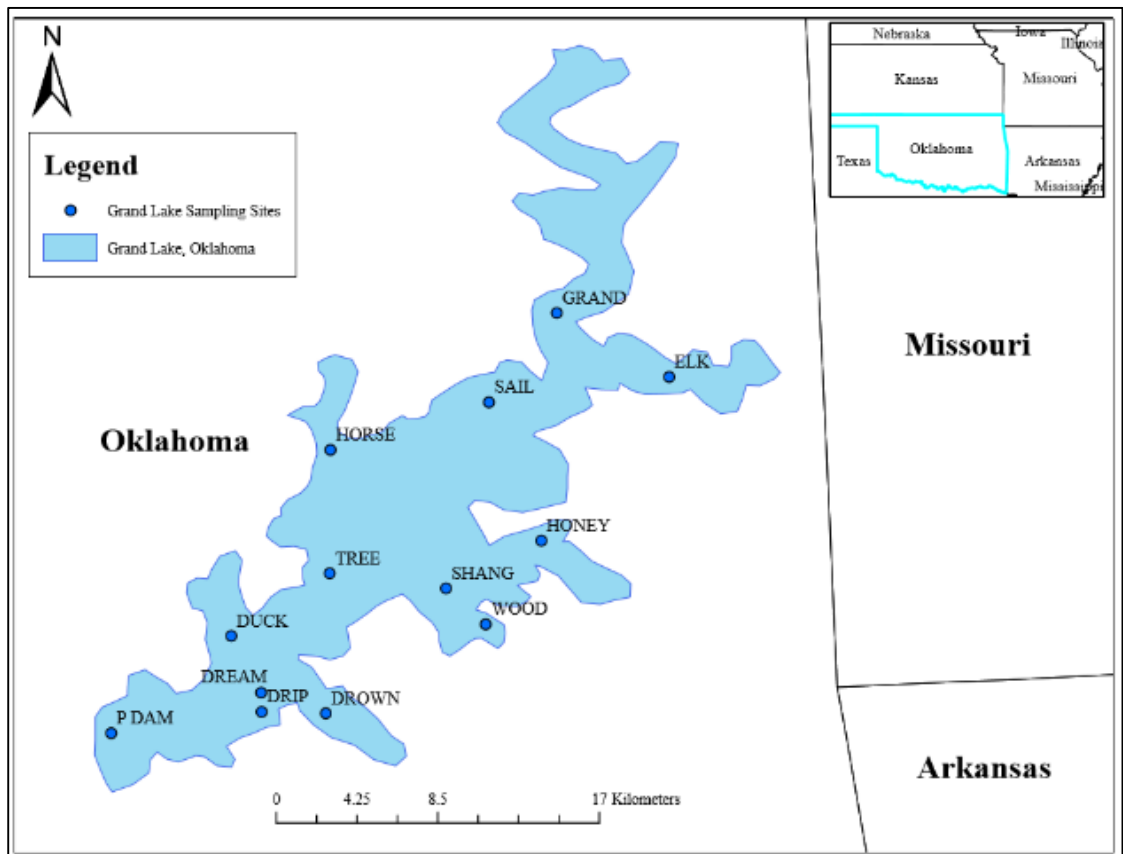 N
Legend
Grand Lake Sampling Sites
Grand Lake, Oklahoma
Nebraska
Iowa
Illinois
Kansas
Missouri
Oklahoma
Texas
Arkansas
Mississippi
GRAND
ELK
Missouri
SAIL
Oklahoma
HORSE
HONEY
TREE
SHANG
WOOD
DUCK
DREAM
DRIP
DROWN
P DAM
Arkansas
0 4.25 8.5 17 Kilometers